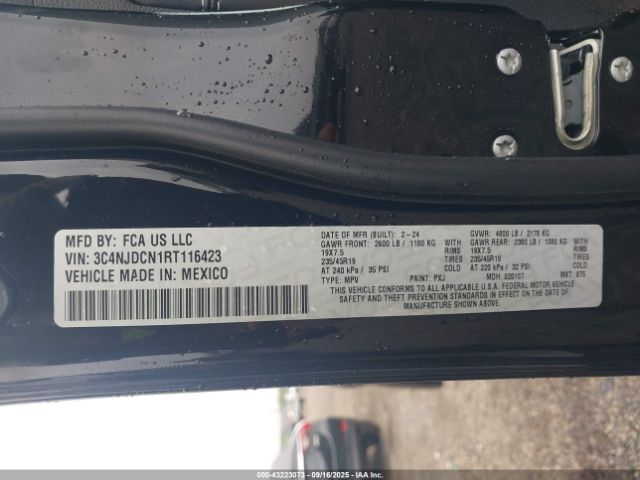 MFD BY: FCA US LLC
VIN: 3C4NJDCN1RT116423
VEHICLE MADE IN: MEXICO
DATE OF MFR (BUILT): 2-24
GAWR FRONT: 2600 LB / 1180 KG
19X7.5 RIMS
235/45R19 TIRES
AT 240 kPa / 35 PSI COLD
TYPE: MPV PAINT: PXJ
GVWR: 4800 LB / 2178 KG
GAWR REAR: 2380 LB / 1080 KG
19X7.5 RIMS
235/45R19 TIRES
AT 220 kPa / 32 PSI COLD
MDH: 020107 MKT: 875
THIS VEHICLE CONFORMS TO ALL APPLICABLE U.S.A. FEDERAL MOTOR VEHICLE
SAFETY AND THEFT PREVENTION STANDARDS IN EFFECT ON THE DATE OF MANUFACTURE SHOWN
ABOVE.
000-43223073 - 09/16/2025 - IAAI.COM